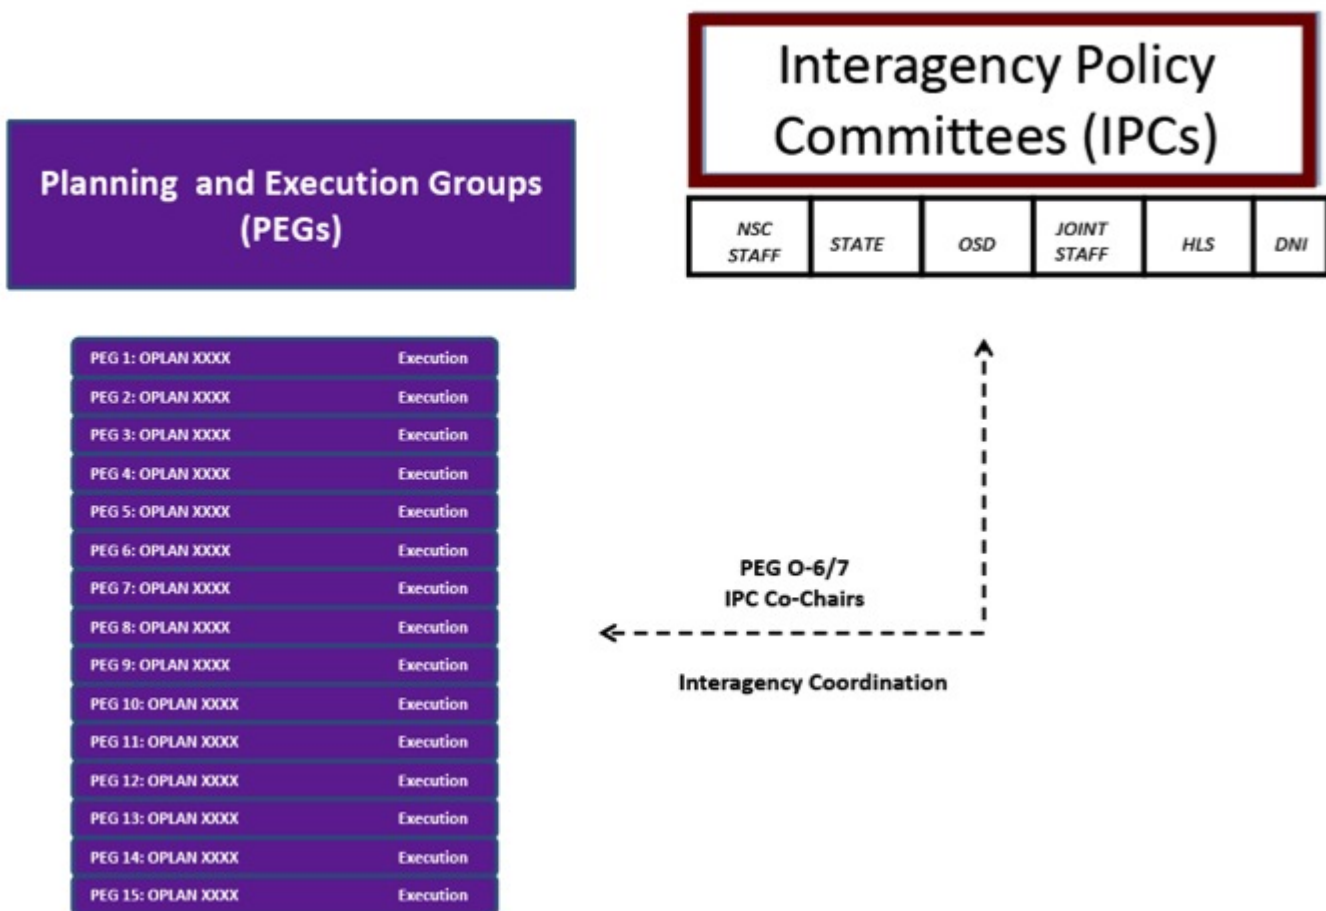 Interagency Policy
Committees (IPCs)
NSC
STAFF
STATE
OSD
JOINT
STAFF
HLS
DNI
Planning and Execution Groups
(PEGs)
PEG 1: OPLAN XXXX Execution
PEG 2: OPLAN XXXX Execution
PEG 3: OPLAN XXXX Execution
PEG 4: OPLAN XXXX Execution
PEG 5: OPLAN XXXX Execution
PEG 6: OPLAN XXXX Execution
PEG 7: OPLAN XXXX Execution
PEG 8: OPLAN XXXX Execution
PEG 9: OPLAN XXXX Execution
PEG 10: OPLAN XXXX Execution
PEG 11: OPLAN XXXX Execution
PEG 12: OPLAN XXXX Execution
PEG 13: OPLAN XXXX Execution
PEG 14: OPLAN XXXX Execution
PEG 15: OPLAN XXXX Execution
PEG O-6/7
IPC Co-Chairs
Interagency Coordination